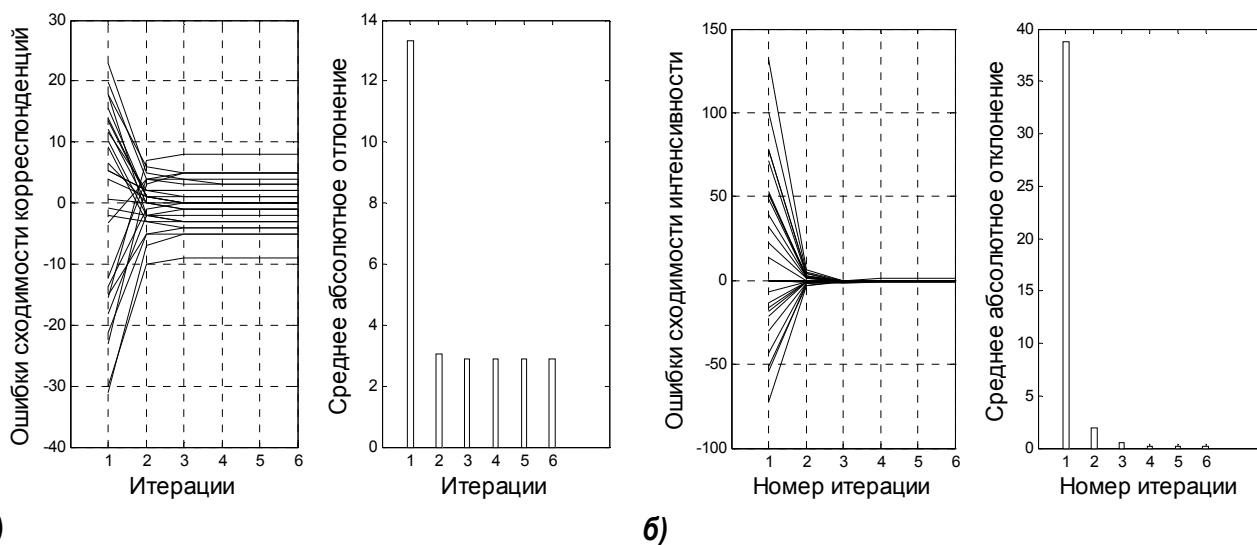 Ошибки сходимости корреспонденций
30
20
10
0
-10
-20
-30
-40
1 2 3 4 5 6
Итерации
Среднее абсолютное отлонение
14
12
10
8
6
4
2
0
1 2 3 4 5 6
Итерации
Ошибки сходимости интенсивности
150
100
50
0
-50
-100
1 2 3 4 5 6
Номер итерации
Среднее абсолютное отклонение
40
35
30
25
20
15
10
5
0
1 2 3 4 5 6
Номер итерации
)
б)